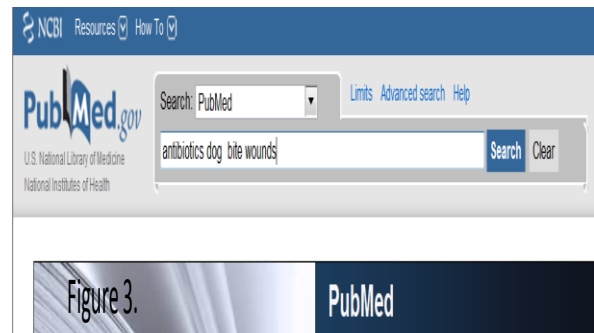 NCBI Resources How To
PubMed.gov
U.S. National Library of Medicine
National Institutes of Health
Search: PubMed
Limits Advanced search Help
antibiotics dog bite wounds
Search Clear
Figure 3.
PubMed